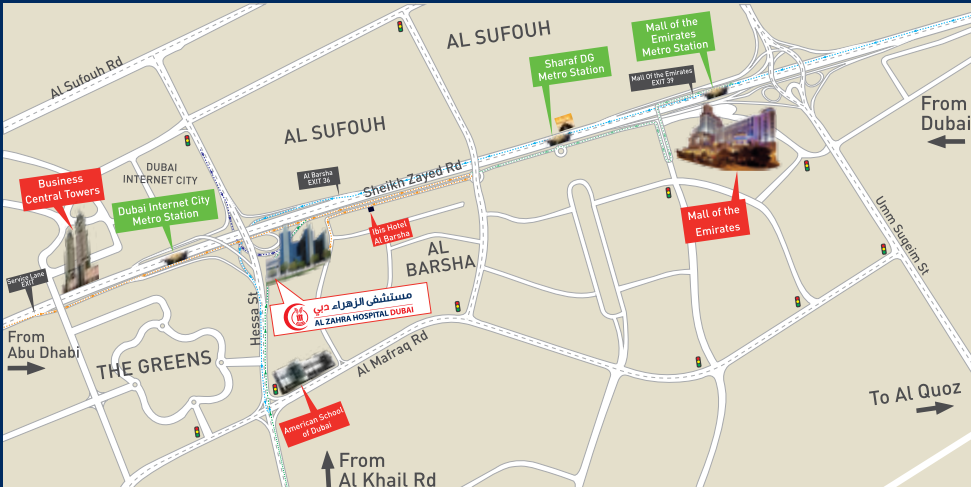 AL SUFOUH
Mall of the
Emirates
Metro Station
Sharaf DG
Metro Station
Mall Of the Emirates
EXIT 39
Al Sufouh Rd
From
Dubai
AL SUFOUH
DUBAI
INTERNET CITY
Al Barsha
EXIT 36
Sheikh Zayed Rd
Business
Central Towers
Dubai Internet City
Metro Station
Ibis Hotel
Al Barsha
Mall of the
Emirates
Umm Suqeim St
AL
BARSHA
Service Lane
EXIT
مستشفى الزهراء دبي
AL ZAHRA HOSPITAL DUBAI
Hessa St
From
Abu Dhabi
THE GREENS
Al Mafraq Rd
American School
of Dubai
To Al Quoz
From
Al Khail Rd